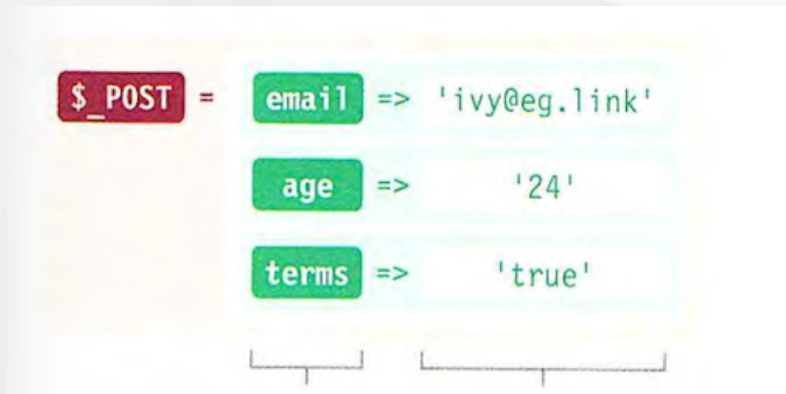 $_POST = email => 'ivy@eg.link'
age => '24'
terms => 'true'